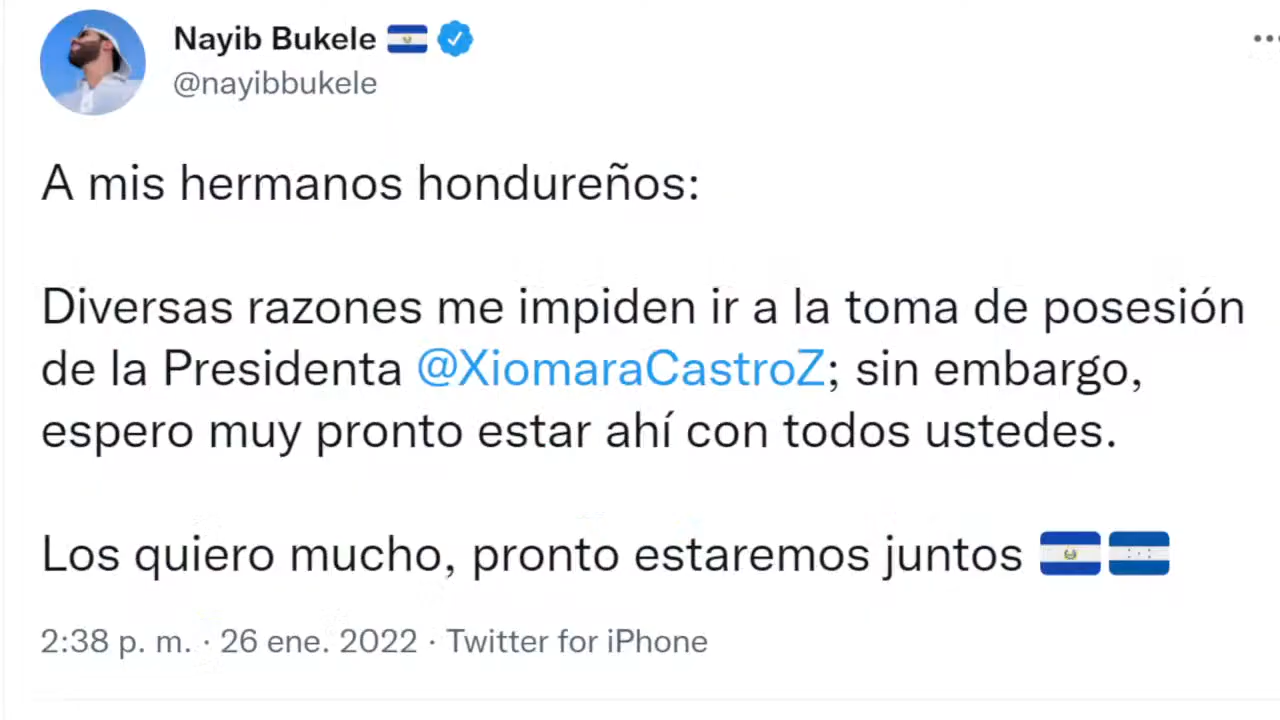 Nayib Bukele 🇸🇻
@nayibbukele
A mis hermanos hondureños:
Diversas razones me impiden ir a la toma de posesión
de la Presidenta @XiomaraCastroZ; sin embargo,
espero muy pronto estar ahí con todos ustedes.
Los quiero mucho, pronto estaremos juntos 🇸🇻🇭🇳
2:38 p. m. · 26 ene. 2022 · Twitter for iPhone